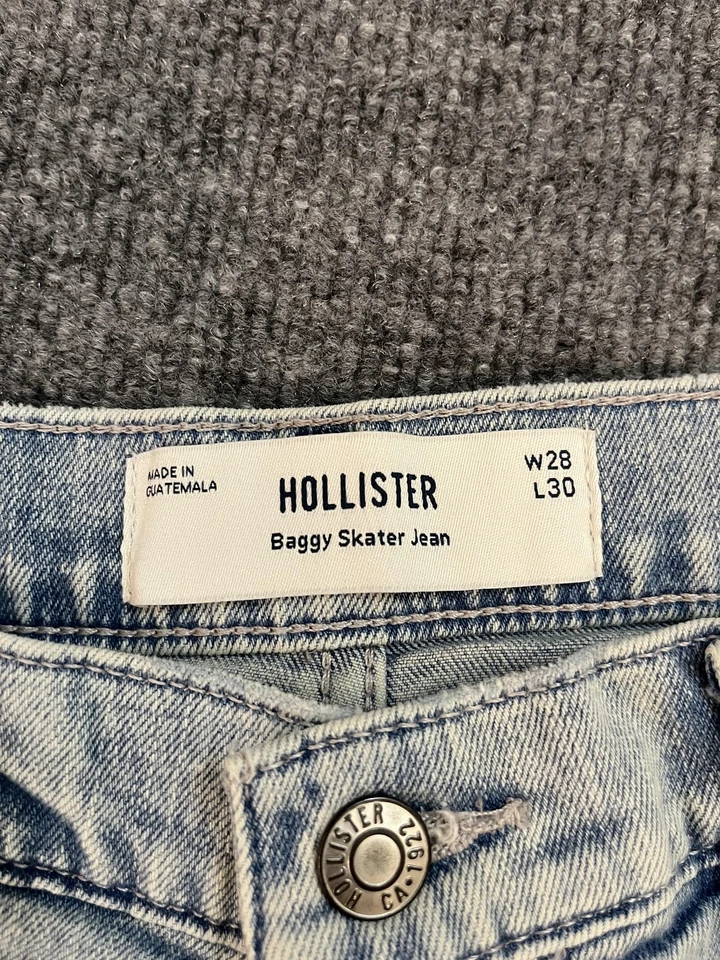 MADE IN
GUATEMALA
HOLLISTER
Baggy Skater Jean
W28
L30
HOLLISTER
CA•1922